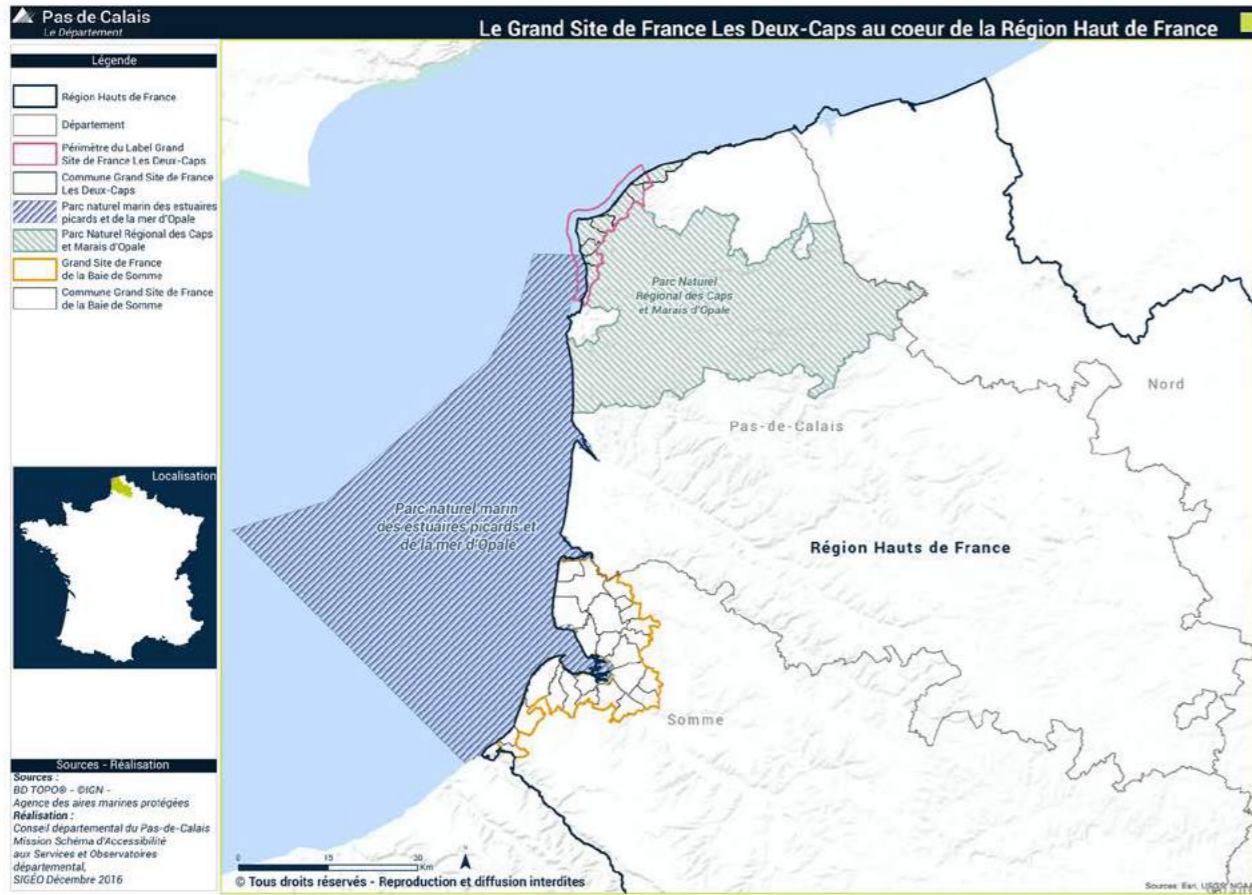 Pas de Calais
Le Département
Le Grand Site de France Les Deux-Caps au coeur de la Région Haut de France
Légende
Région Hauts de France
Département
Périmètre du Label Grand
Site de France Les Deux-Caps
Commune Grand Site de France
Les Deux-Caps
Parc naturel marin des estuaires
picards et de la mer d'Opale
Parc Naturel Régional des Caps
et Marais d'Opale
Grand Site de France
de la Baie de Somme
Commune Grand Site de France
de la Baie de Somme
Localisation
Sources - Réalisation
Sources :
BD TOPO® - ©IGN -
Agence des aires marines protégées
Réalisation :
Conseil départemental du Pas-de-Calais
Mission Schéma d'Accessibilité
aux Services et Observatoires
départemental,
SIGÉO Décembre 2016
Parc Naturel
Régional des Caps
et Marais d'Opale
Nord
Pas-de-Calais
Parc naturel marin
des estuaires picards et
de la mer d'Opale
Région Hauts de France
Somme
0 15 30
Km
© Tous droits réservés - Reproduction et diffusion interdites
Sources: Esri, USGS, NOAA